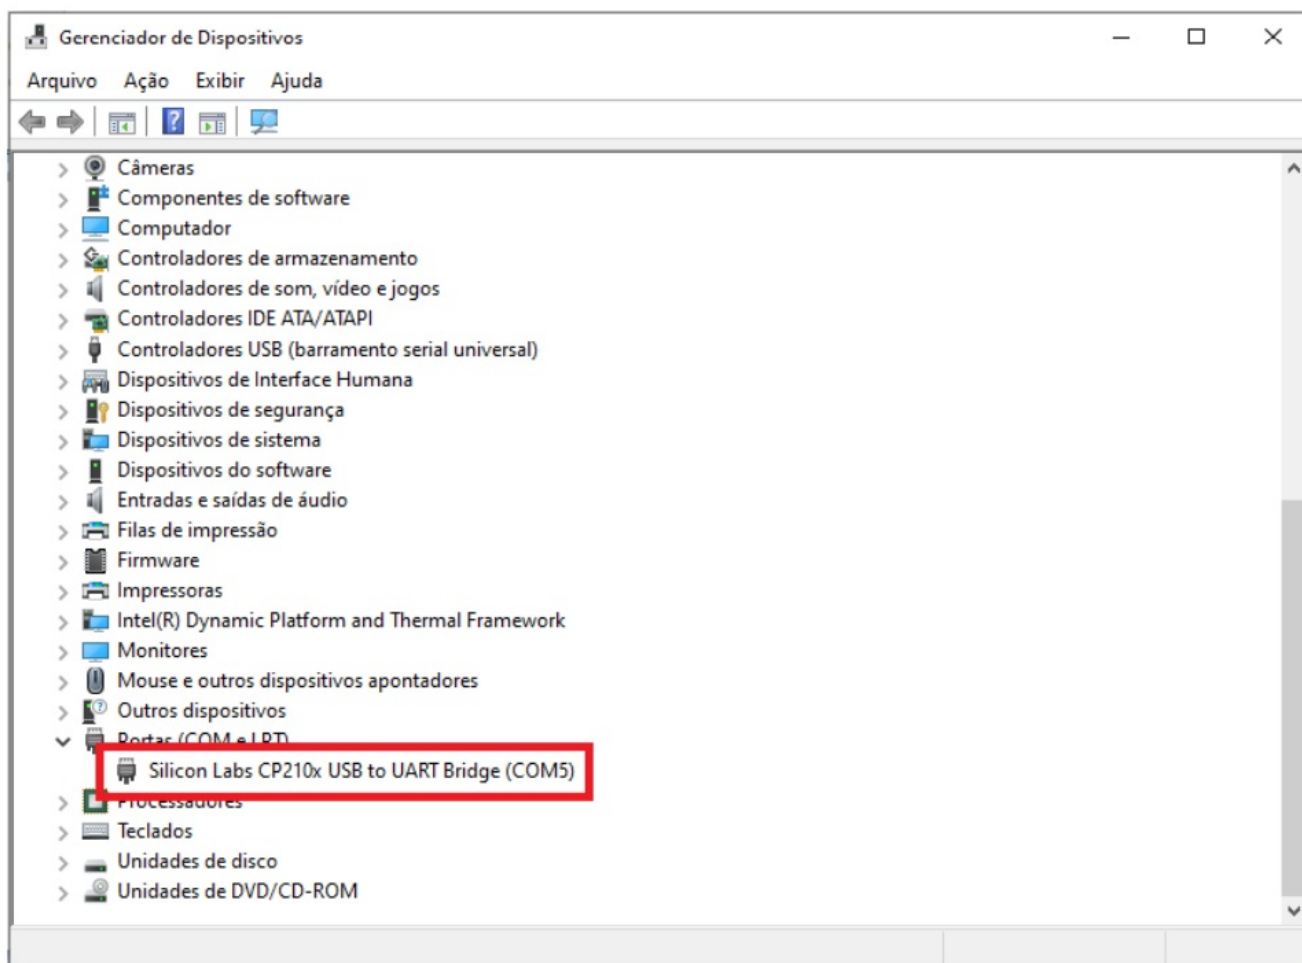 Gerenciador de Dispositivos
Arquivo Ação Exibir Ajuda
Câmeras
Componentes de software
Computador
Controladores de armazenamento
Controladores de som, vídeo e jogos
Controladores IDE ATA/ATAPI
Controladores USB (barramento serial universal)
Dispositivos de Interface Humana
Dispositivos de segurança
Dispositivos de sistema
Dispositivos do software
Entradas e saídas de áudio
Filas de impressão
Firmware
Impressoras
Intel(R) Dynamic Platform and Thermal Framework
Monitores
Mouse e outros dispositivos apontadores
Outros dispositivos
Portas (COM e LPT)
Silicon Labs CP210x USB to UART Bridge (COM5)
Processadores
Teclados
Unidades de disco
Unidades de DVD/CD-ROM